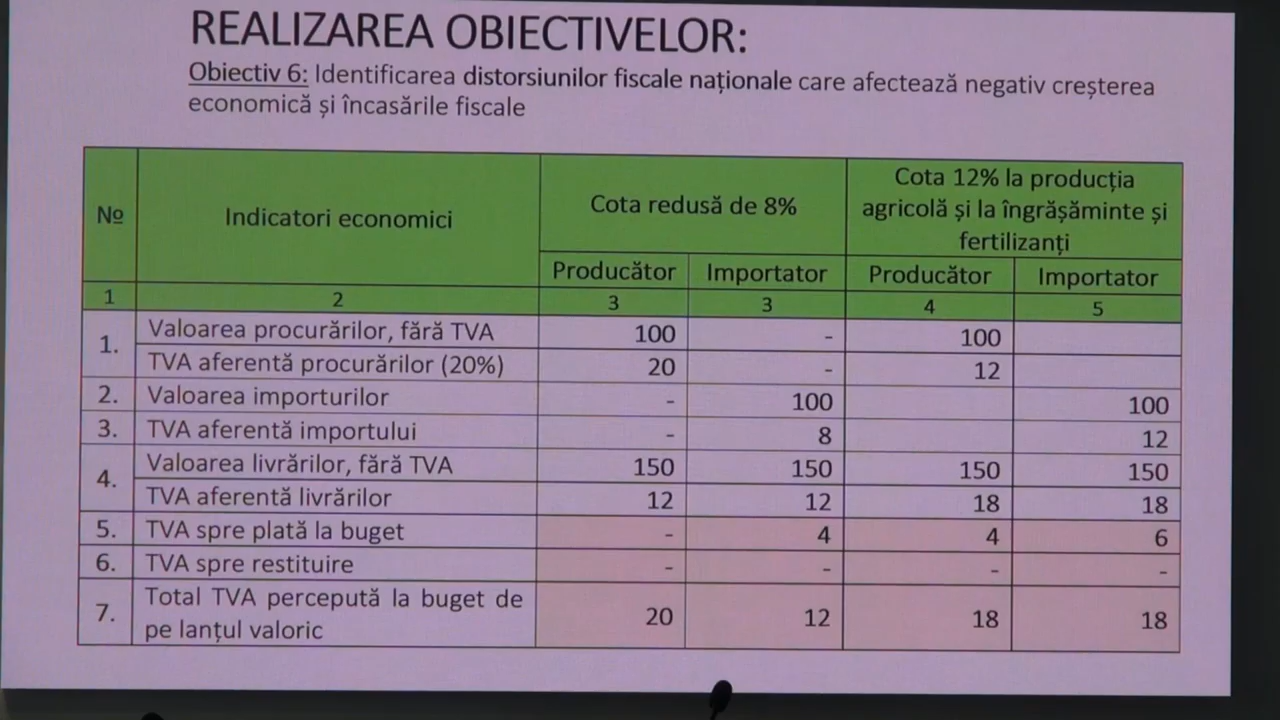 REALIZAREA OBIECTIVELOR:
Obiectiv 6: Identificarea distorsiunilor fiscale naționale care afectează negativ creșterea
economică și încasările fiscale
№ Indicatori economici Cota redusă de 8% Cota 12% la producția
agricolă și la îngrășăminte și
fertilizanți
Producător Importator Producător Importator
1 2 3 3 4 5
1. Valoarea procurărilor, fără TVA 100 - 100
TVA aferentă procurărilor (20%) 20 - 12
2. Valoarea importurilor - 100 100
3. TVA aferentă importului - 8 12
4. Valoarea livrărilor, fără TVA 150 150 150 150
TVA aferentă livrărilor 12 12 18 18
5. TVA spre plată la buget - 4 4 6
6. TVA spre restituire - - - -
7. Total TVA percepută la buget de
pe lanțul valoric 20 12 18 18